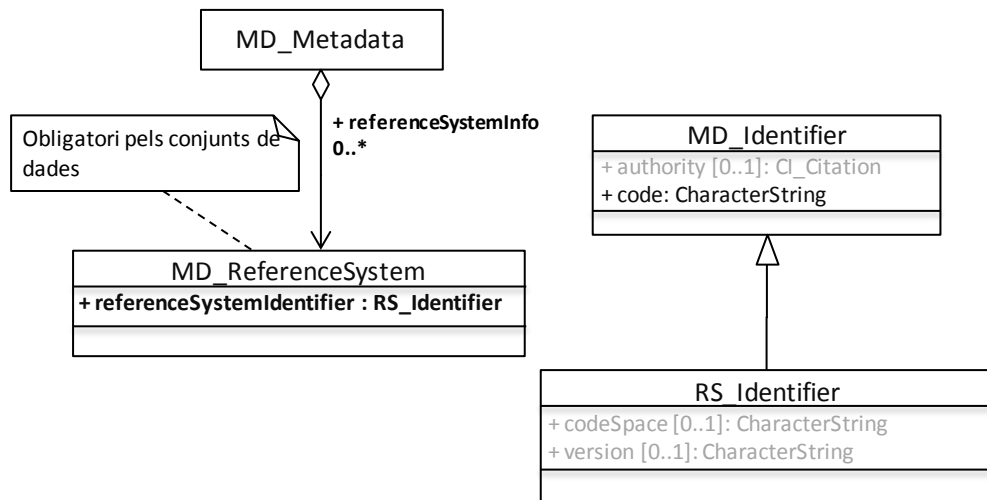 MD_Metadata
+ referenceSystemInfo
0..*
Obligatori pels conjunts de
dades
MD_ReferenceSystem
+ referenceSystemIdentifier : RS_Identifier
MD_Identifier
+ authority [0..1]: CI_Citation
+ code: CharacterString
RS_Identifier
+ codeSpace [0..1]: CharacterString
+ version [0..1]: CharacterString